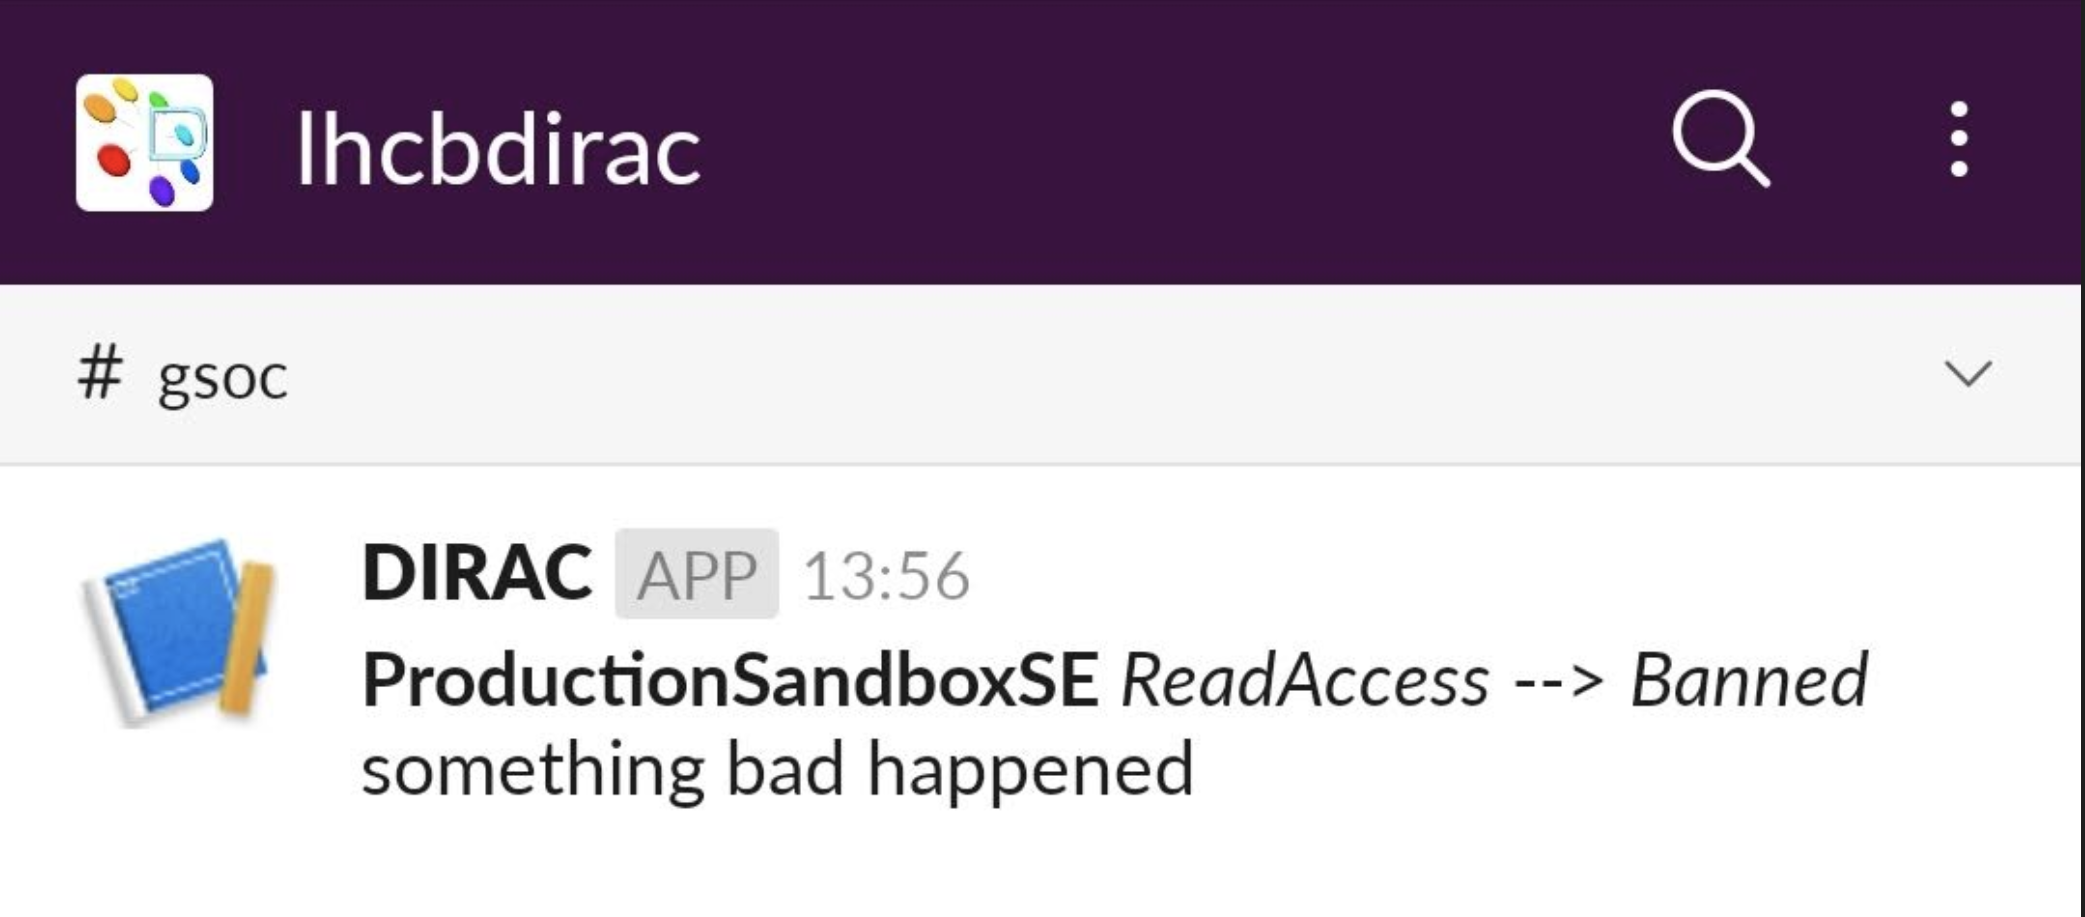 lhcbdirac
# gsoc
DIRAC APP 13:56
ProductionSandboxSE ReadAccess --> Banned
something bad happened